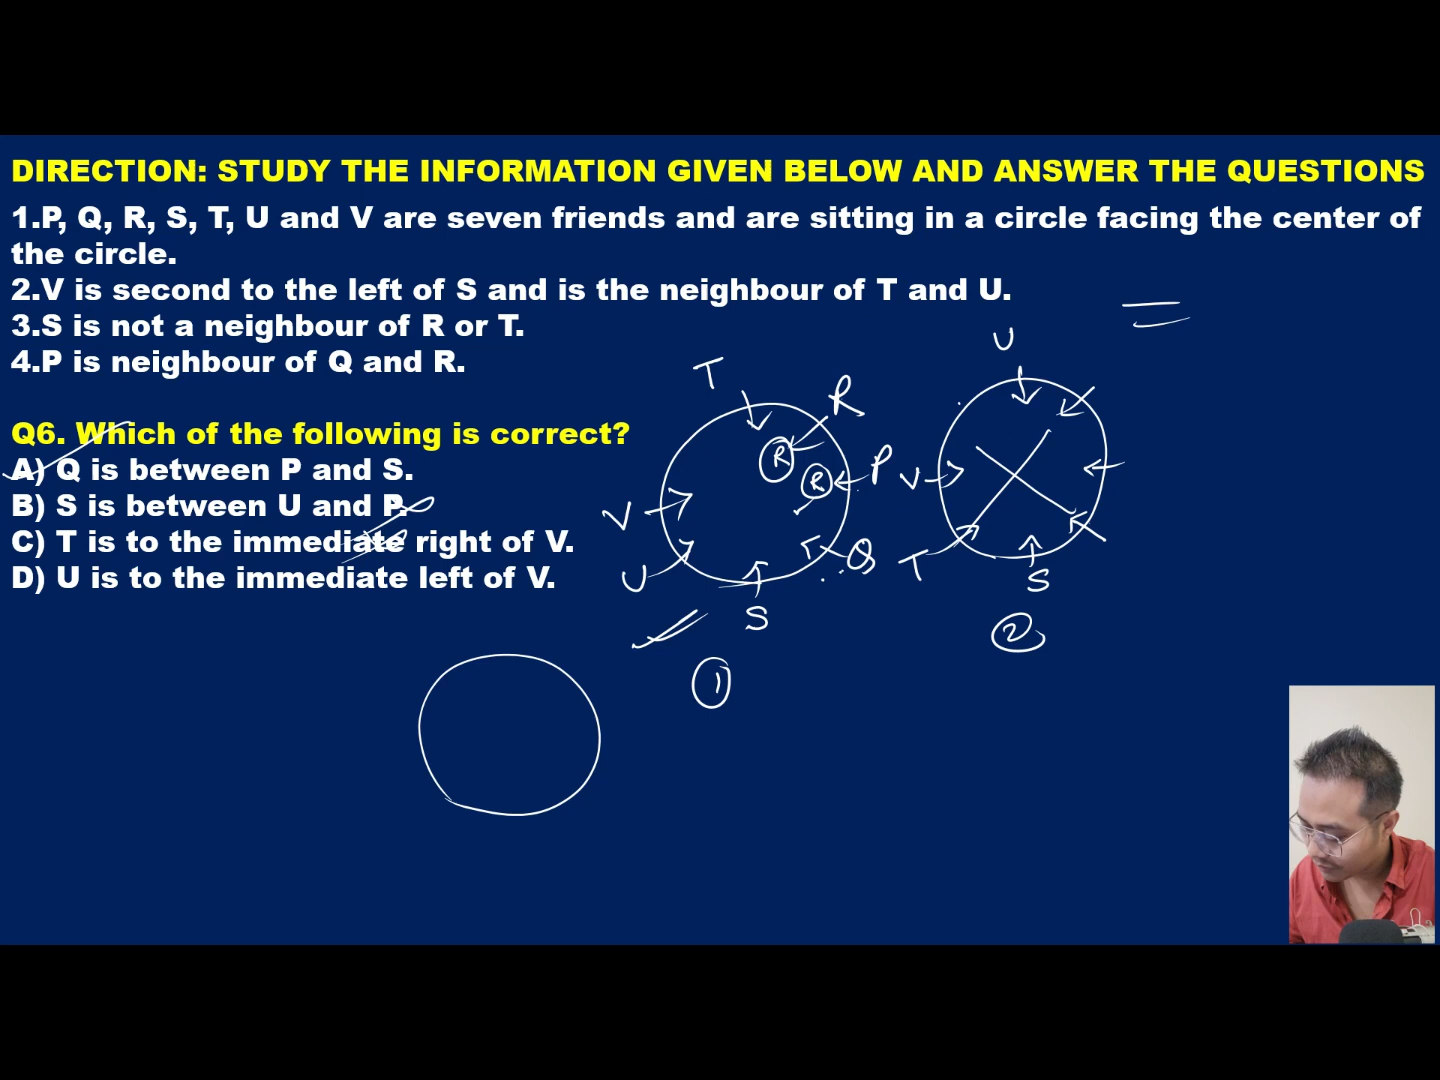 DIRECTION: STUDY THE INFORMATION GIVEN BELOW AND ANSWER THE QUESTIONS
1.P, Q, R, S, T, U and V are seven friends and are sitting in a circle facing the center of
the circle.
2.V is second to the left of S and is the neighbour of T and U.
3.S is not a neighbour of R or T.
4.P is neighbour of Q and R.
Q6. Which of the following is correct?
A) Q is between P and S.
B) S is between U and P.
C) T is to the immediate right of V.
D) U is to the immediate left of V.
T
R
R
P
R
V
U
Q
S
1
U
V
T
S
2